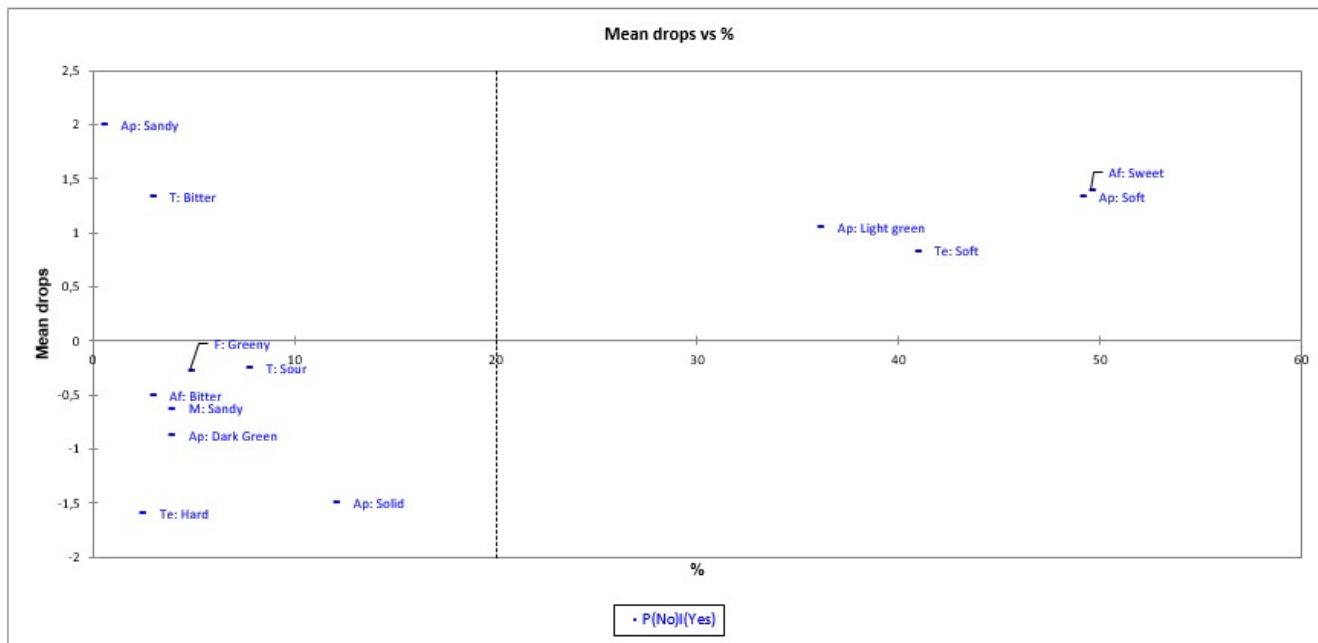 Mean drops vs %
2,5
2
Ap: Sandy
1,5
T: Bitter
Af: Sweet
Ap: Soft
1
Ap: Light green
Te: Soft
0,5
Mean drops
0
0
10
20
30
40
50
60
F: Greeny
T: Sour
-0,5
Af: Bitter
M: Sandy
-1
Ap: Dark Green
-1,5
Ap: Solid
Te: Hard
-2
%
P(No)I(Yes)